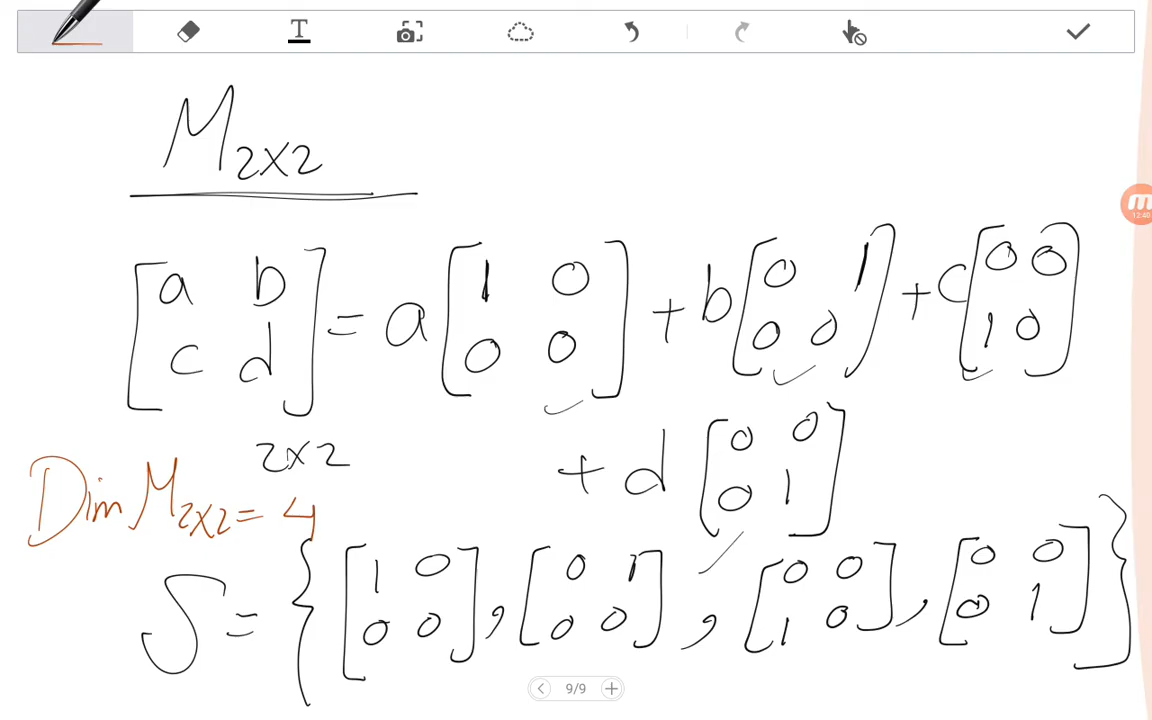 T
M
12:40
M2x2
[a b; c d] = a[1 0; 0 0] + b[0 1; 0 0] + c[0 0; 1 0]
2x2
+ d[0 0; 0 1]
Dim M2x2 = 4
S = {[1 0; 0 0], [0 1; 0 0], [0 0; 1 0], [0 0; 0 1]}
9/9